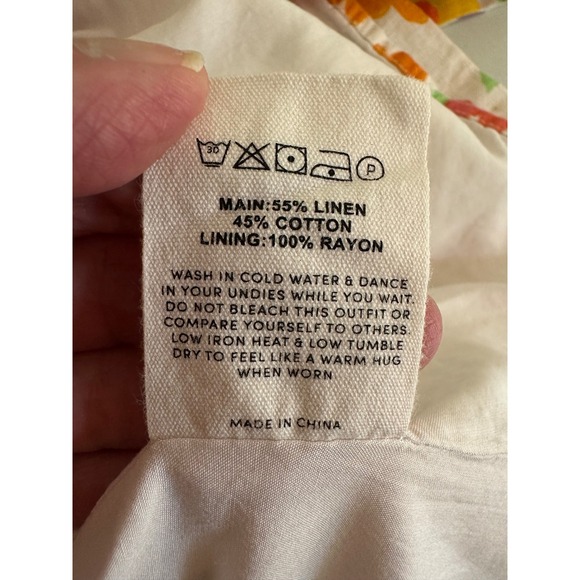 30 P
MAIN:55% LINEN
45% COTTON
LINING:100% RAYON
WASH IN COLD WATER & DANCE
IN YOUR UNDIES WHILE YOU WAIT.
DO NOT BLEACH THIS OUTFIT OR
COMPARE YOURSELF TO OTHERS.
LOW IRON HEAT & LOW TUMBLE
DRY TO FEEL LIKE A WARM HUG
WHEN WORN
MADE IN CHINA